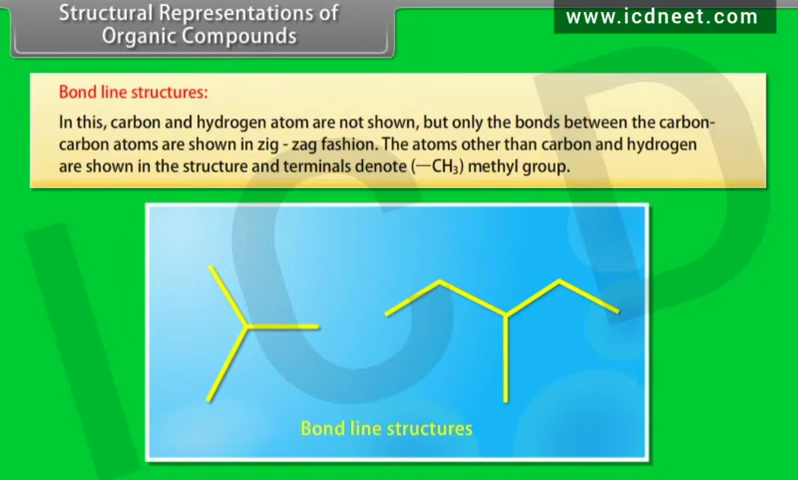 Structural Representations of
Organic Compounds
www.icdneet.com
Bond line structures:
In this, carbon and hydrogen atom are not shown, but only the bonds between the carbon-
carbon atoms are shown in zig - zag fashion. The atoms other than carbon and hydrogen
are shown in the structure and terminals denote (—CH₃) methyl group.
ICD
Bond line structures